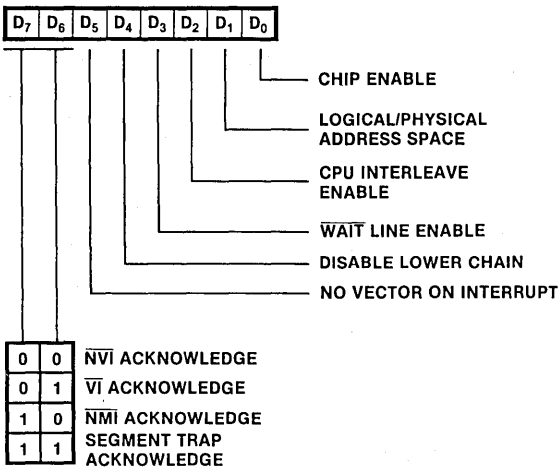 D7 D6 D5 D4 D3 D2 D1 D0
CHIP ENABLE
LOGICAL/PHYSICAL
ADDRESS SPACE
CPU INTERLEAVE
ENABLE
WAIT LINE ENABLE
DISABLE LOWER CHAIN
NO VECTOR ON INTERRUPT
0 0 NVI ACKNOWLEDGE
0 1 VI ACKNOWLEDGE
1 0 NMI ACKNOWLEDGE
1 1 SEGMENT TRAP
ACKNOWLEDGE